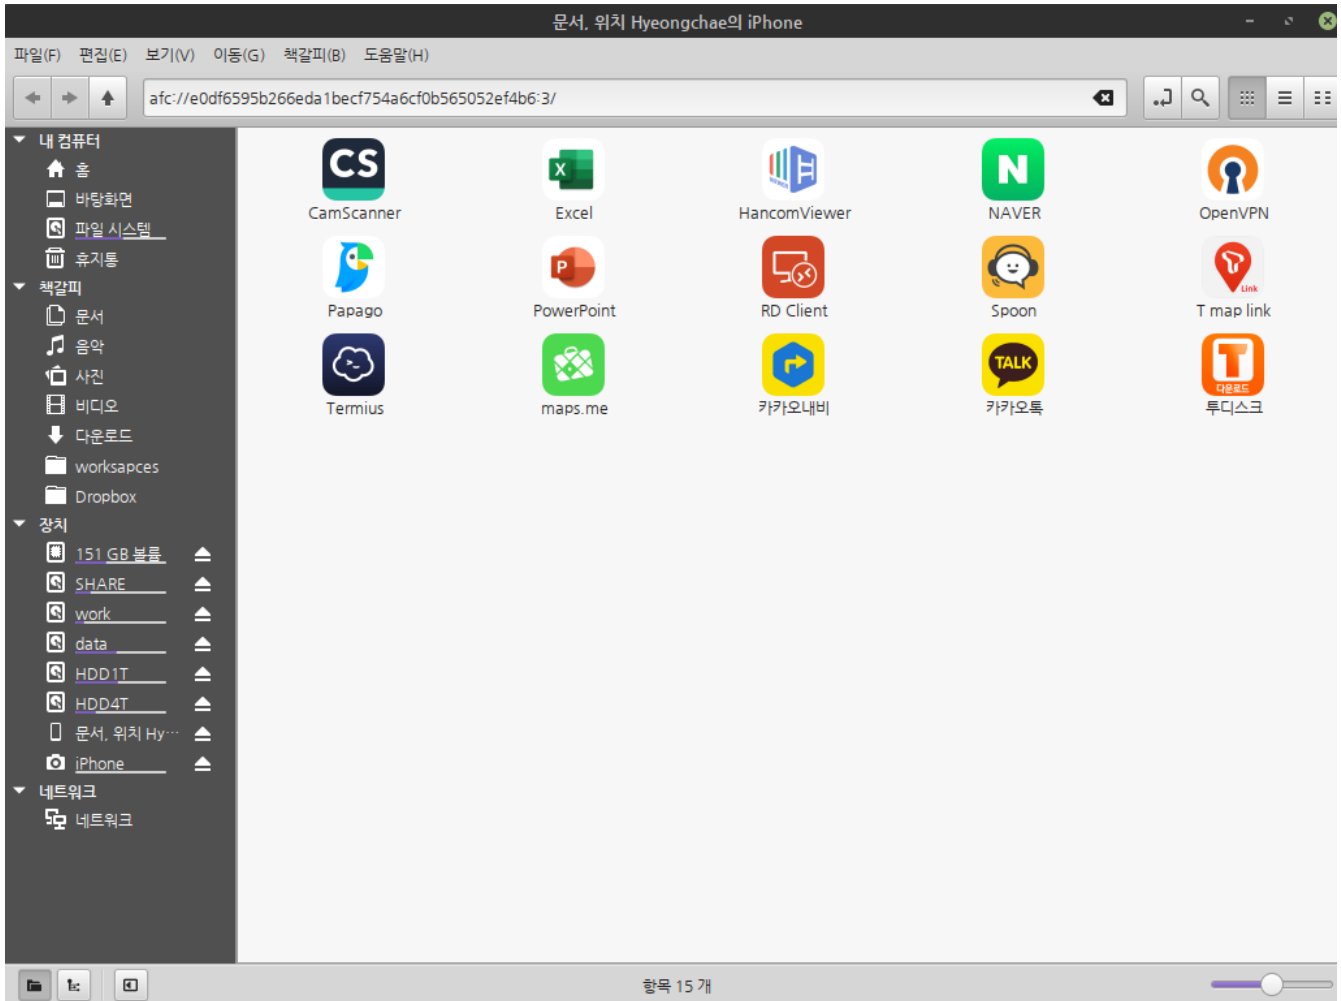 문서, 위치 Hyeongchae의 iPhone
파일(F) 편집(E) 보기(V) 이동(G) 책갈피(B) 도움말(H)
afc://e0df6595b266eda1becf754a6cf0b565052ef4b6:3/
내 컴퓨터
홈
바탕화면
파일 시스템
휴지통
책갈피
문서
음악
사진
비디오
다운로드
worksapces
Dropbox
장치
151 GB 볼륨
SHARE
work
data
HDD1T
HDD4T
문서, 위치 Hy…
iPhone
네트워크
네트워크
CS X N
CamScanner Excel HancomViewer NAVER OpenVPN
P Link
Papago PowerPoint RD Client Spoon T map link
TALK T 다운로드
Termius maps.me 카카오내비 카카오톡 투디스크
항목 15 개